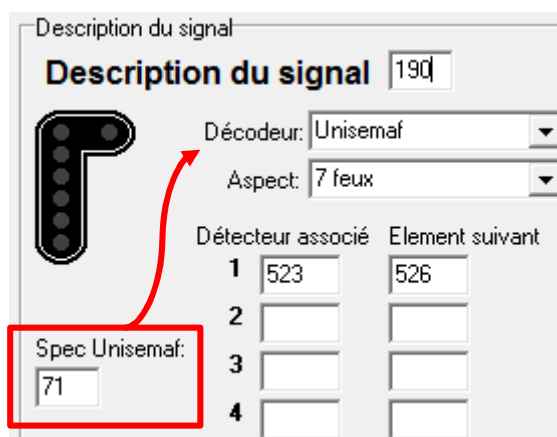 Description du signal
Description du signal 190
Décodeur: Unisemaf
Aspect: 7 feux
Détecteur associé Element suivant
1 523 526
2
Spec Unisemaf:
3
71
4